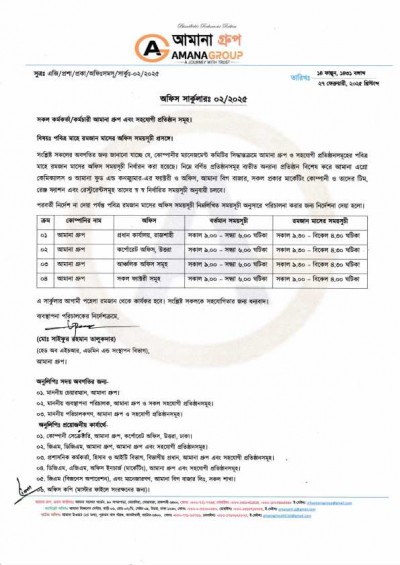 Bismillahir Rahmanir Rahim
আমানা গ্রুপ
AMANAGROUP
A JOURNEY WITH TRUST
সূত্রঃ এজি/প্রশা/প্রকা/অফিঃসমস/সার্কুঃ-০২/২০২৫
তারিখঃ
১৪ ফাল্গুন, ১৪৩১ বঙ্গাব্দ
২৭ ফেব্রুয়ারী, ২০২৫ খ্রিস্টাব্দ
অফিস সার্কুলারঃ ০২/২০২৫
সকল কর্মকর্তা/কর্মচারী আমানা গ্রুপ এবং সহযোগী প্রতিষ্ঠান সমূহ।
বিষয়ঃ পবিত্র মাহে রমজান মাসের অফিস সময়সূচী প্রসঙ্গে।
সংশ্লিষ্ট সকলের অবগতির জন্য জানানো যাচ্ছে যে, কোম্পানীর ম্যানেজমেন্ট কমিটির সিদ্ধান্তক্রমে আমানা গ্রুপ ও সহযোগী প্রতিষ্ঠানসমূহের পবিত্র
মাহে রমজান মাসের অফিস সময়সূচী নির্ধারন করা হয়েছে। নিম্নে বর্ণিত প্রতিষ্ঠানসমূহ ব্যতীত অন্যান্য প্রতিষ্ঠান বিশেষ করে আমানা এগ্রো
কেমিক্যালস ও আমানা ফুড এন্ড কনজ্যুমার-এর ফ্যাক্টরী ও অফিস, আমানা বিগ বাজার, সকল প্রকার মার্কেটিং কোম্পানী ও তাদের টিম,
রেঞ্জ ফ্যাশন এবং রেস্টুরেন্টসমূহ তাদের স্ব স্ব নির্ধারিত সময়সূচী অনুযায়ী চলবে।
পরবর্তী নির্দেশ না দেয়া পর্যন্ত পবিত্র রমজান মাসের অফিস সময়সূচী নিম্নলিখিত সময়সূচী অনুসারে পরিচালনা করার জন্য নির্দেশনা দেয়া হলো।
ক্রম কোম্পানির নাম অফিস বর্তমান সময়সূচী রমজান মাসের সময়সূচী
০১ আমানা গ্রুপ প্রধান কার্যালয়, রাজশাহী সকাল ৯.০০ - সন্ধ্যা ৬.০০ ঘটিকা সকাল ৯.৩০ - বিকেল ৪.৩০ ঘটিকা
০২ আমানা গ্রুপ কর্পোরেট অফিস, উত্তরা সকাল ৯.০০ - সন্ধ্যা ৬.০০ ঘটিকা সকাল ৯.৩০ - বিকেল ৪.৩০ ঘটিকা
০৩ আমানা গ্রুপ আঞ্চলিক অফিস সমূহ সকাল ৯.০০ - সন্ধ্যা ৬.০০ ঘটিকা সকাল ৯.৩০ - বিকেল ৪.৩০ ঘটিকা
০৪ আমানা গ্রুপ সকল ফ্যাক্টরী সমূহ সকাল ৯.০০ - সন্ধ্যা ৬.০০ ঘটিকা সকাল ৯.০০ - বিকেল ৪.০০ ঘটিকা
এ সার্কুলার আগামী পহেলা রমজান থেকে কার্যকর হবে। সংশ্লিষ্ট সকলকে সহযোগিতার জন্য ধন্যবাদ।
ব্যবস্থাপনা পরিচালকের নির্দেশক্রমে,
(মোঃ সাইফুর রহমান তালুকদার)
(হেড অব এইচআর, এডমিন এন্ড সংস্থাপন বিভাগ),
আমানা গ্রুপ।
অনুলিপিঃ সদয় অবগতির জন্য-
০১. মাননীয় চেয়ারম্যান, আমানা গ্রুপ।
০২. মাননীয় ব্যবস্থাপনা পরিচালক, আমানা গ্রুপ ও সকল সহযোগী প্রতিষ্ঠানসমূহ।
০৩. মাননীয় পরিচালকগণ, আমানা গ্রুপ ও সহযোগী প্রতিষ্ঠানসমূহ।
অনুলিপিঃ প্রয়োজনীয় কার্যার্থে-
০১. কোম্পানী সেক্রেটারি, আমানা গ্রুপ, কর্পোরেট অফিস, উত্তরা, ঢাকা।
০২. জিএম, ডিজিএম, আমানা গ্রুপ, আমানা গ্রুপ এবং সহযোগী প্রতিষ্ঠানসমূহ।
০৩. প্রশাসনিক কর্মকর্তা, হিসাব ও আইটি বিভাগ, বিভাগীয় প্রধান, আমানা গ্রুপ এবং সহযোগী প্রতিষ্ঠানসমূহ।
০৪. ডিজিএম, এজিএম, অফিস ইনচার্জ (মার্কেটিং), আমানা গ্রুপ এবং সহযোগী প্রতিষ্ঠানসমূহ।
০৫. জিএম (বিজনেস অপারেশন), এবং ম্যানেজারগণ, আমানা বিগ বাজার লিঃ, সকল শাখা।
০৬. অফিস কপি (মাস্টার ফাইলে সংরক্ষণের জন্য)।